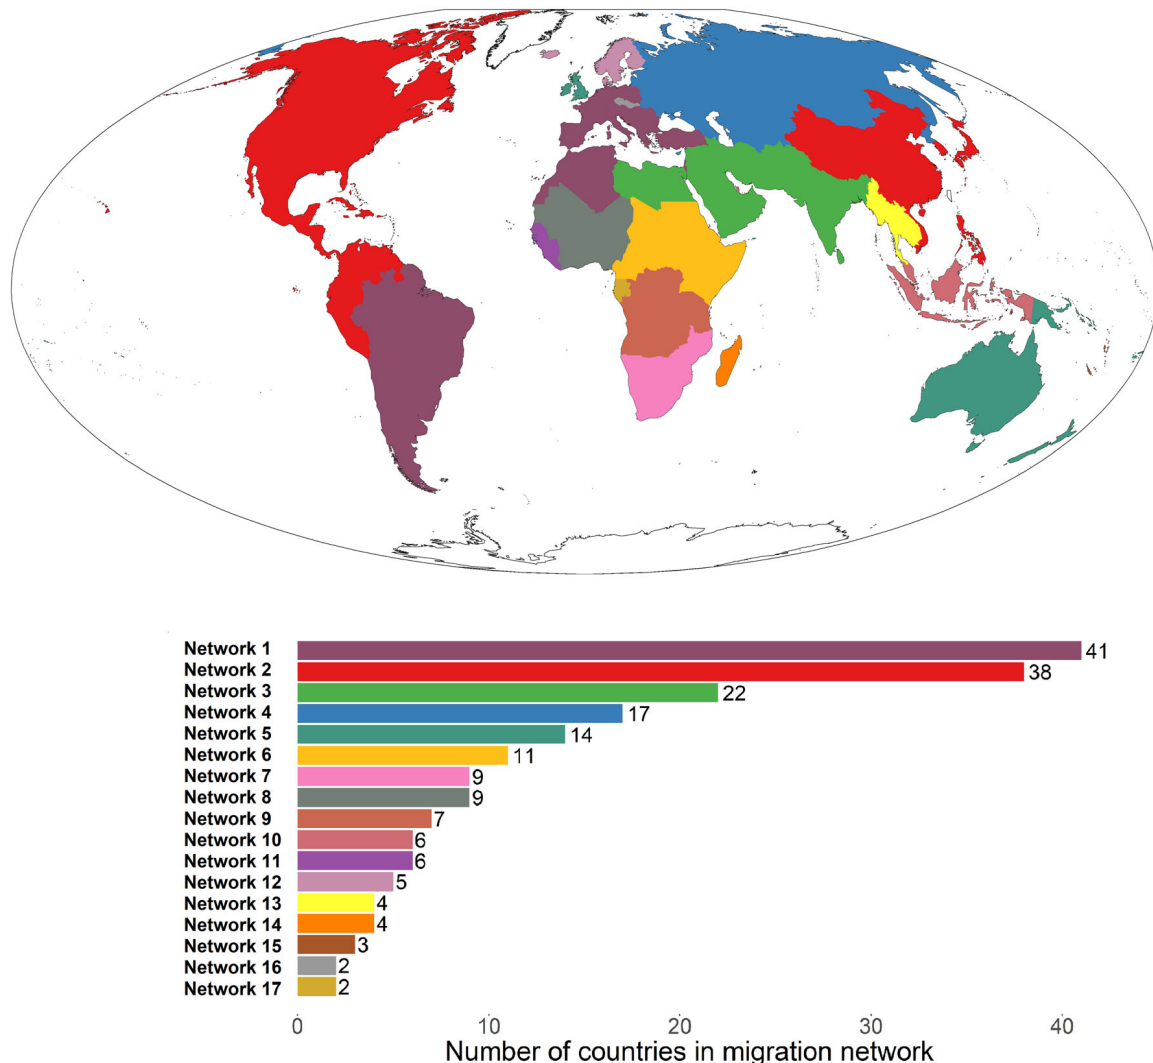 Network 1 41
Network 2 38
Network 3 22
Network 4 17
Network 5 14
Network 6 11
Network 7 9
Network 8 9
Network 9 7
Network 10 6
Network 11 6
Network 12 5
Network 13 4
Network 14 4
Network 15 3
Network 16 2
Network 17 2
0 10 20 30 40
Number of countries in migration network